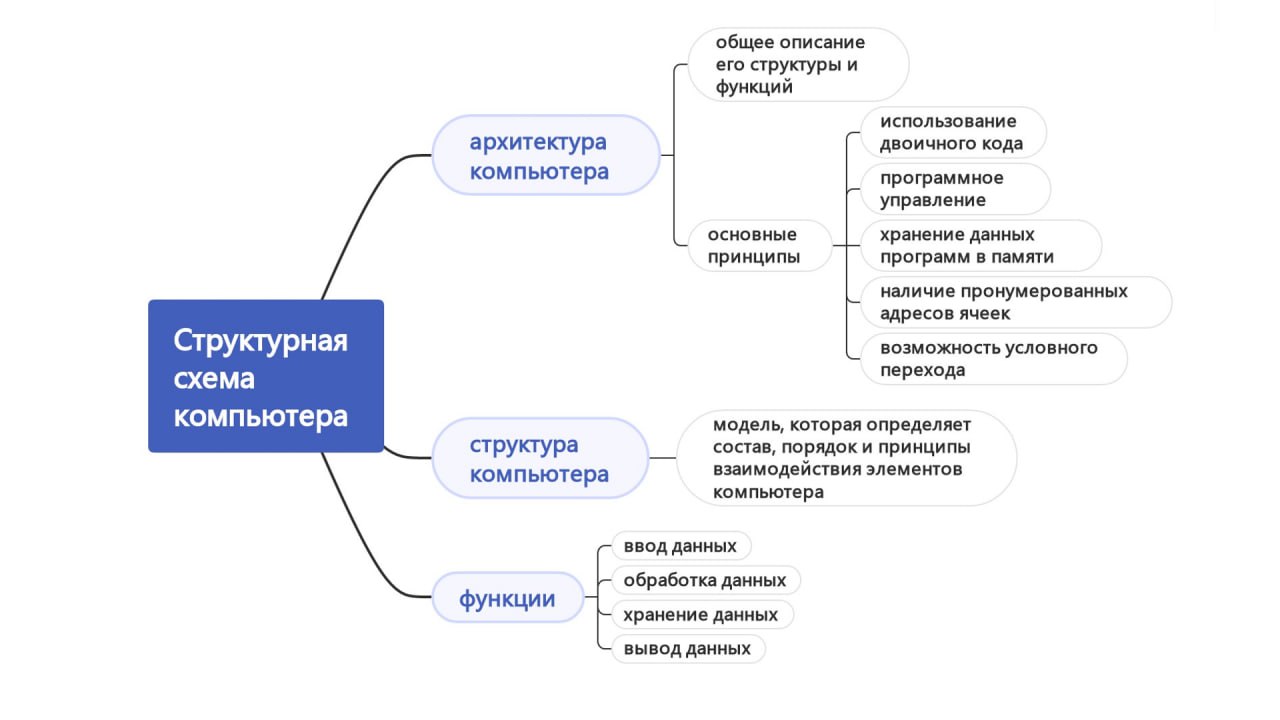 общее описание
его структуры и
функций
архитектура
компьютера
использование
двоичного кода
программное
управление
основные
принципы
хранение данных
программ в памяти
наличие пронумерованных
адресов ячеек
возможность условного
перехода
Структурная
схема
компьютера
структура
компьютера
модель, которая определяет
состав, порядок и принципы
взаимодействия элементов
компьютера
функции
ввод данных
обработка данных
хранение данных
вывод данных